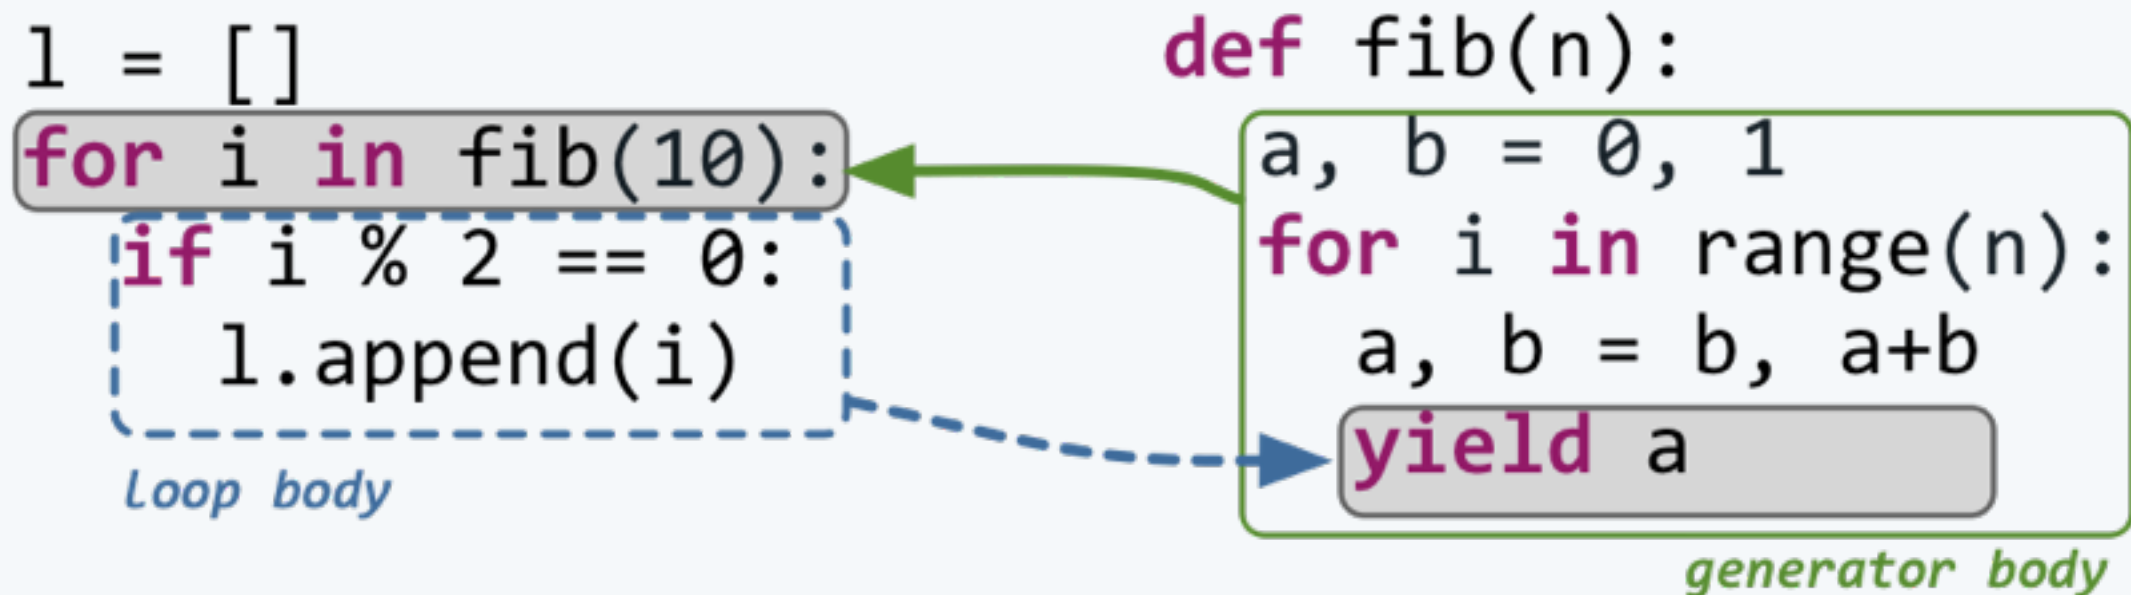 l = []
for i in fib(10):
if i % 2 == 0:
l.append(i)
loop body
def fib(n):
a, b = 0, 1
for i in range(n):
a, b = b, a+b
yield a
generator body